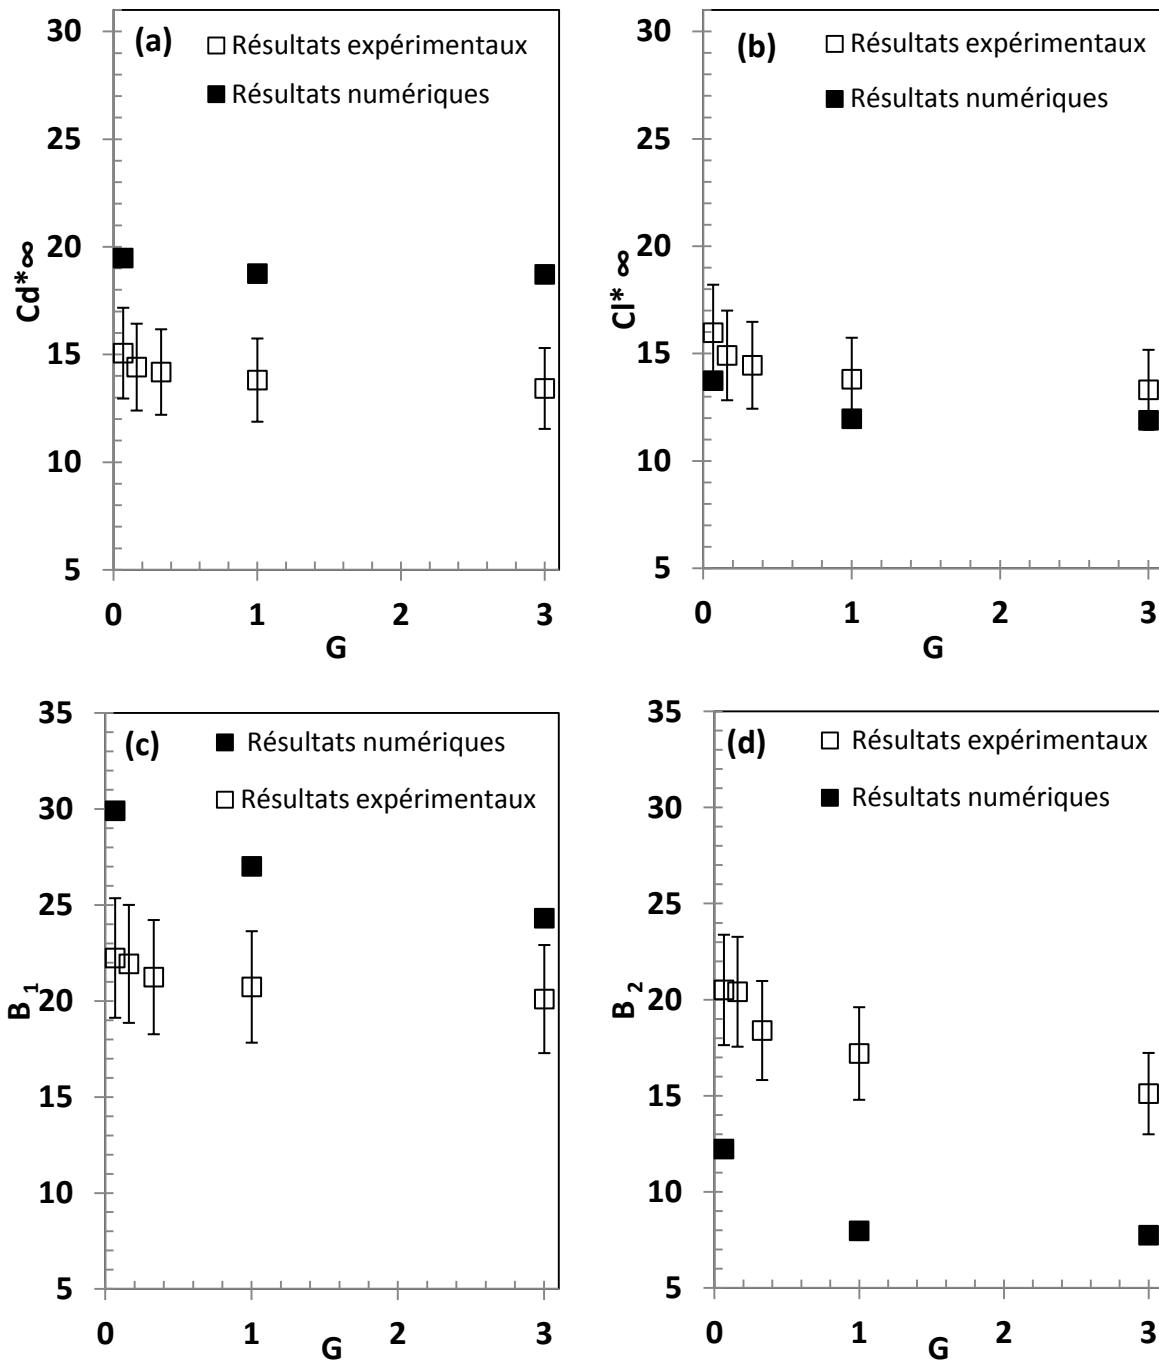 (a)
Résultats expérimentaux
Résultats numériques
30
25
20
15
10
5
Cd*∞
0 1 2 3
G
(b)
Résultats expérimentaux
Résultats numériques
30
25
20
15
10
5
Cl* ∞
0 1 2 3
G
(c)
Résultats numériques
Résultats expérimentaux
35
30
25
20
15
10
5
B1
0 1 2 3
G
(d)
Résultats expérimentaux
Résultats numériques
35
30
25
20
15
10
5
B2
0 1 2 3
G